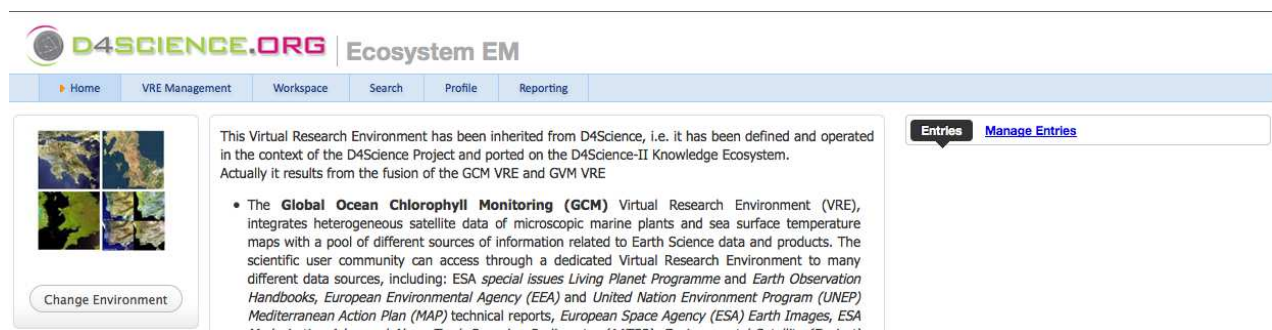 D4SCIENCE.ORG Ecosystem EM
Home VRE Management Workspace Search Profile Reporting
Change Environment
This Virtual Research Environment has been inherited from D4Science, i.e. it has been defined and operated
in the context of the D4Science Project and ported on the D4Science-II Knowledge Ecosystem.
Actually it results from the fusion of the GCM VRE and GVM VRE
• The Global Ocean Chlorophyll Monitoring (GCM) Virtual Research Environment (VRE),
integrates heterogeneous satellite data of microscopic marine plants and sea surface temperature
maps with a pool of different sources of information related to Earth Science data and products. The
scientific user community can access through a dedicated Virtual Research Environment to many
different data sources, including: ESA special issues Living Planet Programme and Earth Observation
Handbooks, European Environmental Agency (EEA) and United Nation Environment Program (UNEP)
Mediterranean Action Plan (MAP) technical reports, European Space Agency (ESA) Earth Images, ESA
Entries Manage Entries